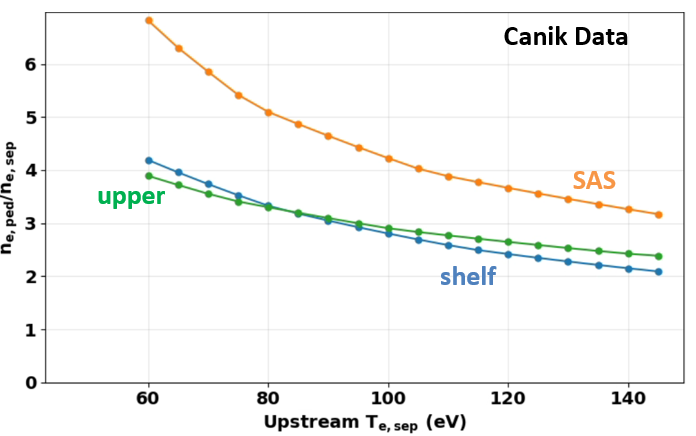 Canik Data
6
5
4
3
2
1
0
SAS
upper
shelf
60 80 100 120 140
n_e, ped/n_e, sep
Upstream T_e, sep (eV)